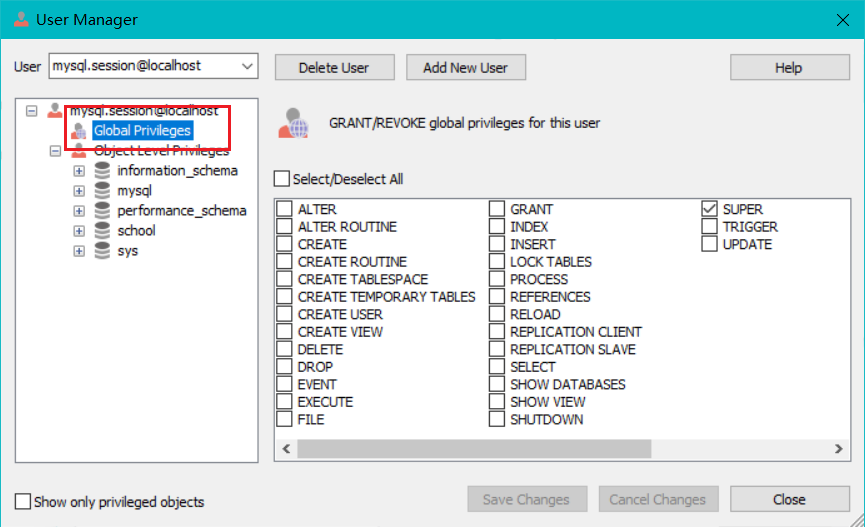 User Manager
User mysql.session@localhost Delete User Add New User Help
mysql.session@localhost
Global Privileges
Object Level Privileges
information_schema
mysql
performance_schema
school
sys
GRANT/REVOKE global privileges for this user
Select/Deselect All
ALTER
ALTER ROUTINE
CREATE
CREATE ROUTINE
CREATE TABLESPACE
CREATE TEMPORARY TABLES
CREATE USER
CREATE VIEW
DELETE
DROP
EVENT
EXECUTE
FILE
GRANT
INDEX
INSERT
LOCK TABLES
PROCESS
REFERENCES
RELOAD
REPLICATION CLIENT
REPLICATION SLAVE
SELECT
SHOW DATABASES
SHOW VIEW
SHUTDOWN
SUPER
TRIGGER
UPDATE
Show only privileged objects
Save Changes Cancel Changes Close